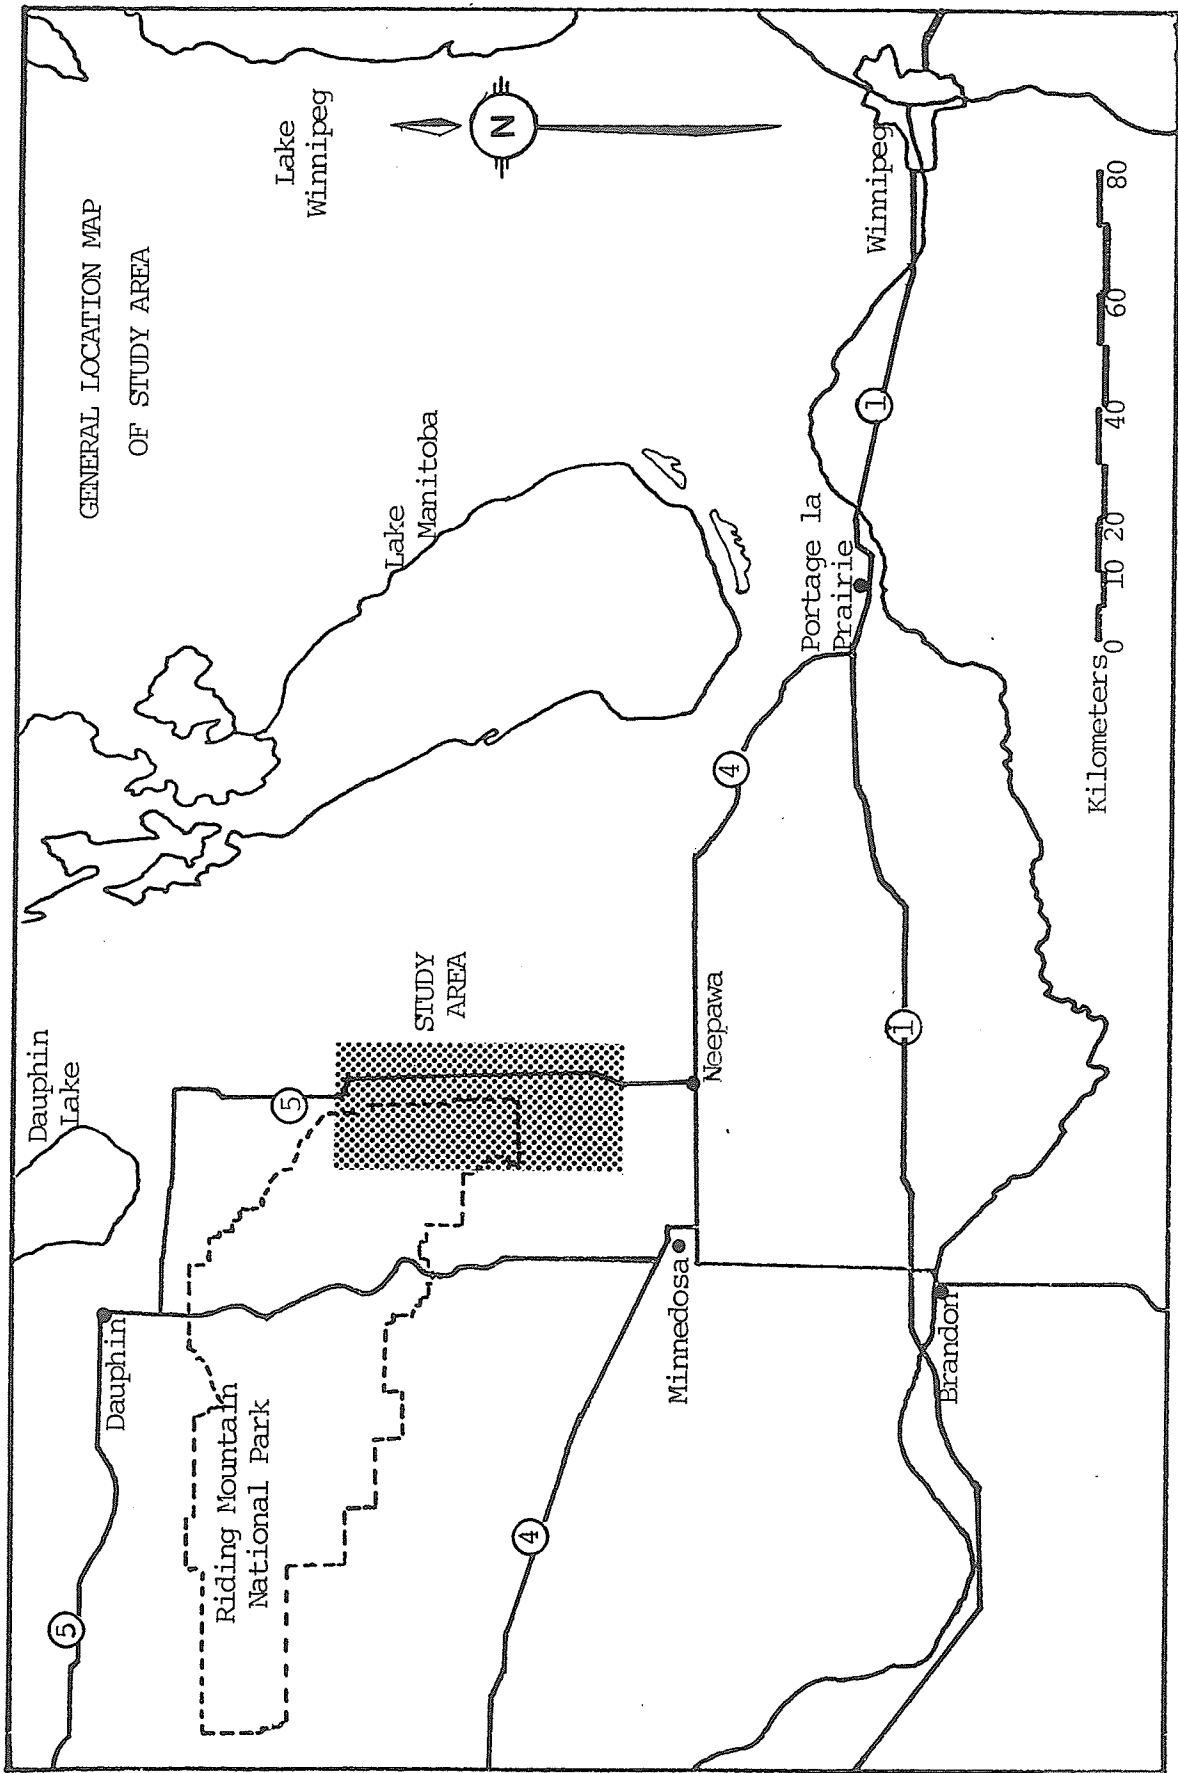 GENERAL LOCATION MAP
OF STUDY AREA
Dauphin
Lake
Lake
Winnipeg
N
5
Dauphin
5
Riding Mountain
National Park
Lake
Manitoba
STUDY
AREA
4
Minnedosa
Neepawa
4
Portage la
Prairie
1
Winnipeg
1
Brandon
Kilometers
0 10 20 40 60 80